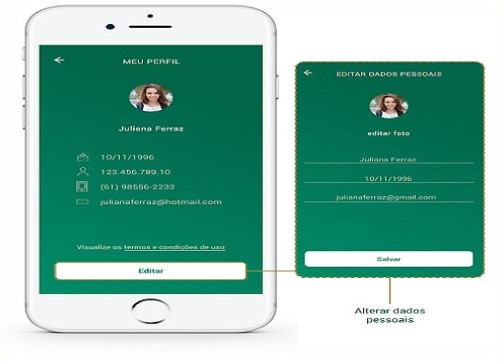 MEU PERFIL
Juliana Ferraz
10/11/1996
123.456.789.10
(61) 98556-2233
julianaferraz@hotmail.com
Visualize os termos e condições de uso
Editar
EDITAR DADOS PESSOAIS
editar foto
Juliana Ferraz
10/11/1996
julianaferraz@gmail.com
Salvar
Alterar dados
pessoais